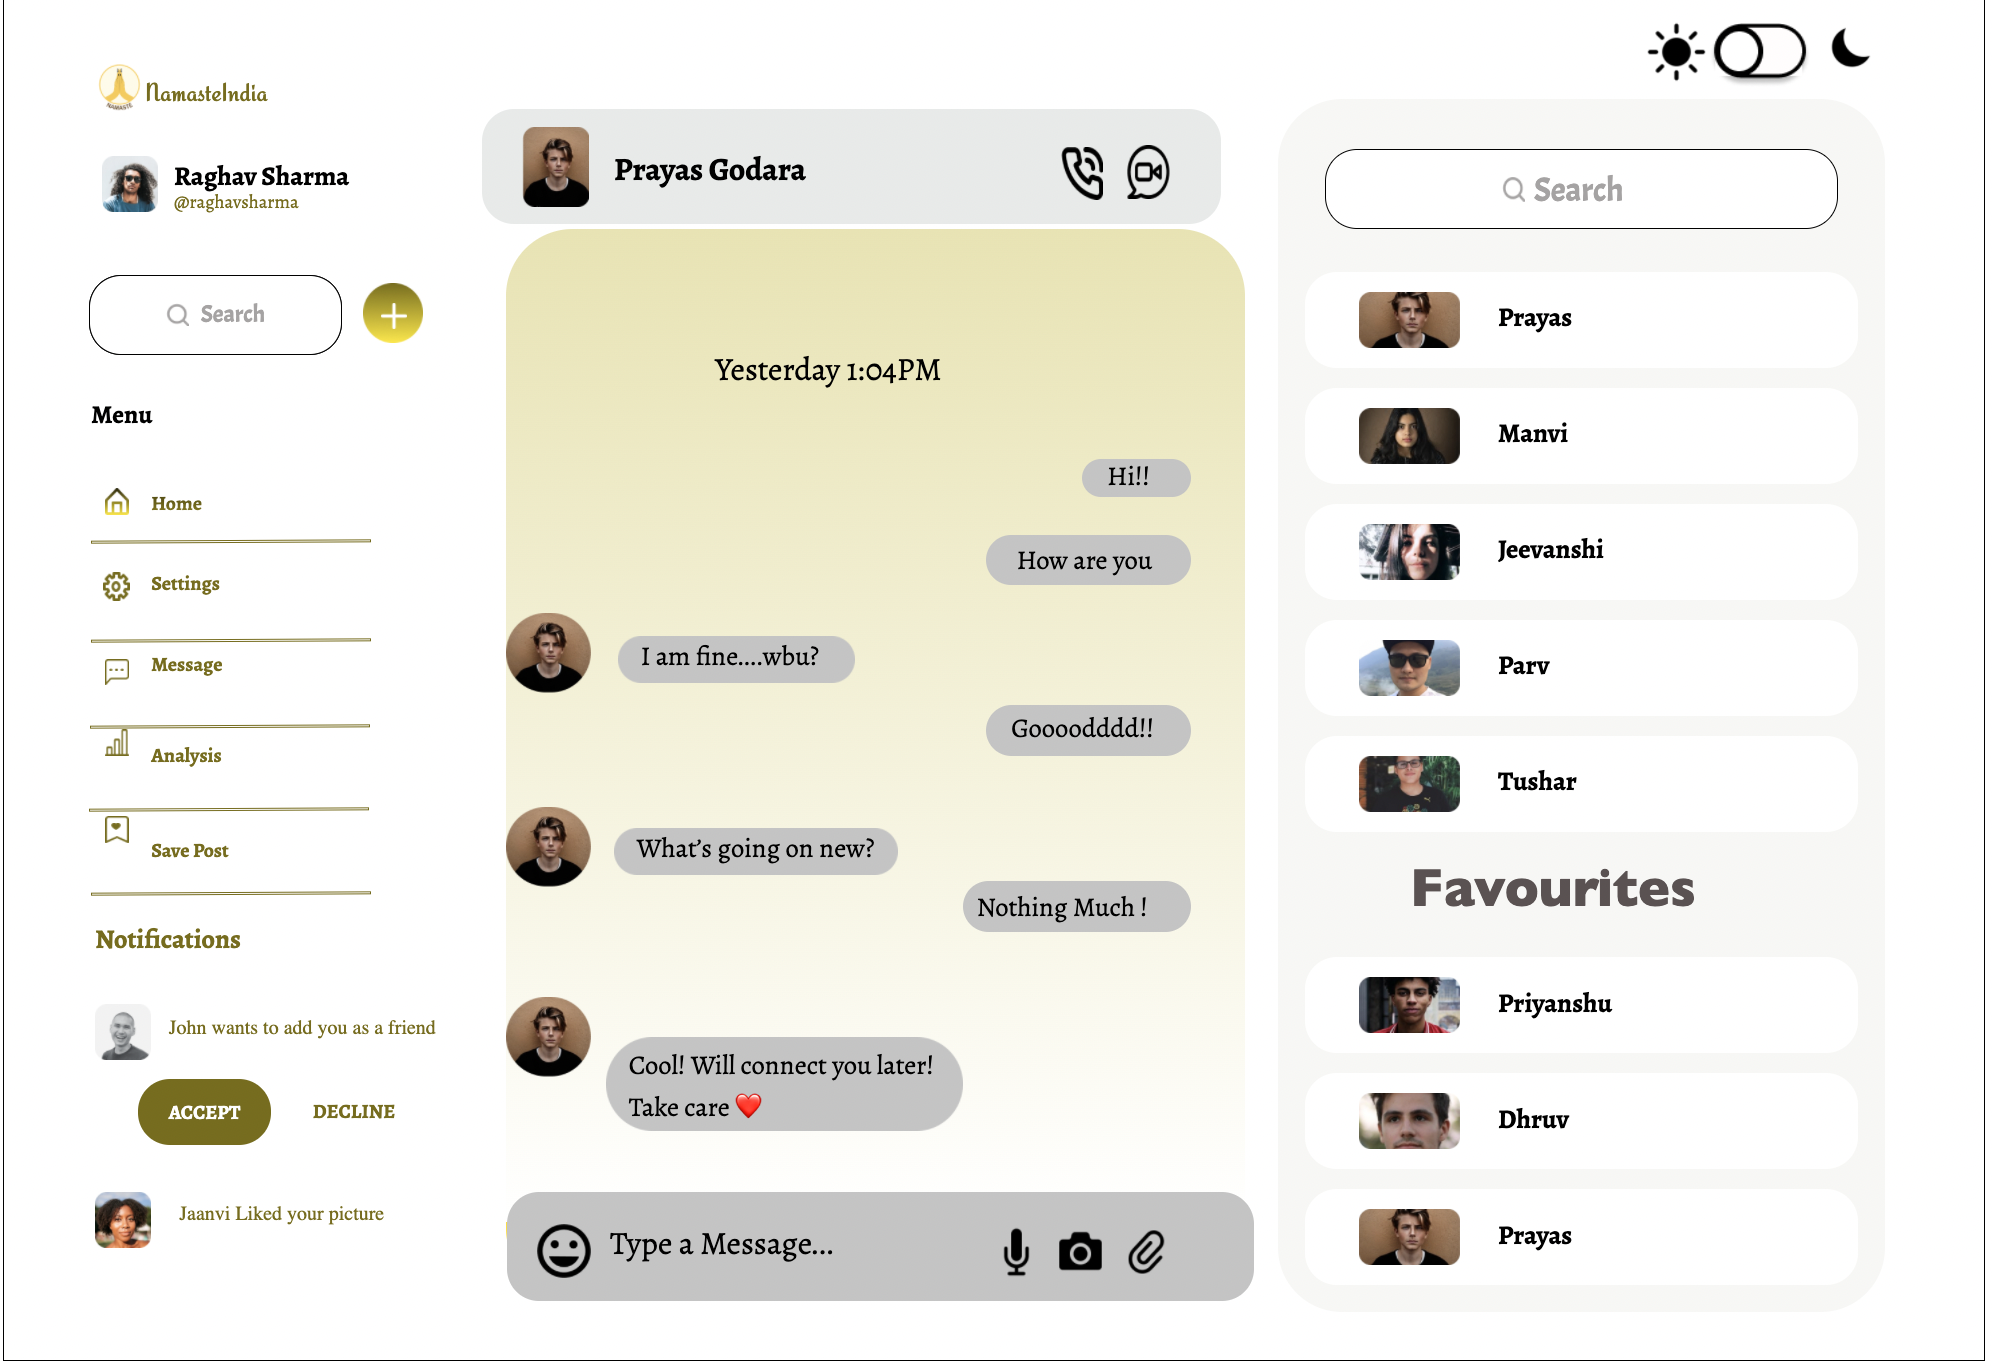 NAMASTE
NamasteIndia
Raghav Sharma
@raghavsharma
Search
Menu
Home
Settings
Message
Analysis
Save Post
Notifications
John wants to add you as a friend
ACCEPT
DECLINE
Jaanvi Liked your picture
Prayas Godara
Yesterday 1:04PM
Hi!!
How are you
I am fine....wbu?
Goooodddd!!
What's going on new?
Nothing Much !
Cool! Will connect you later!
Take care ❤️
Type a Message...
Search
Prayas
Manvi
Jeevanshi
Parv
Tushar
Favourites
Priyanshu
Dhruv
Prayas